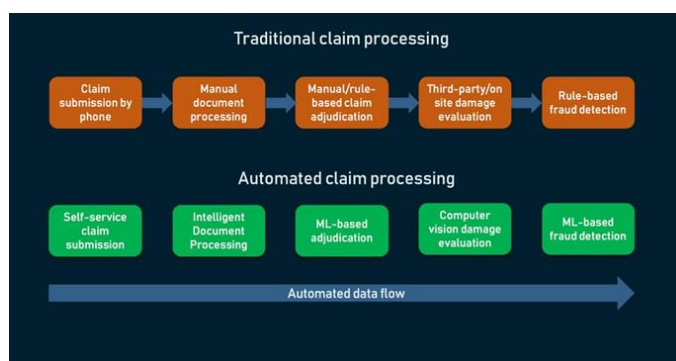 Traditional claim processing
Claim
submission by
phone
Manual
document
processing
Manual/rule-
based claim
adjudication
Third-party/on
site damage
evaluation
Rule-based
fraud detection
Automated claim processing
Self-service
claim
submission
Intelligent
Document
Processing
ML-based
adjudication
Computer
vision damage
evaluation
ML-based
fraud detection
Automated data flow